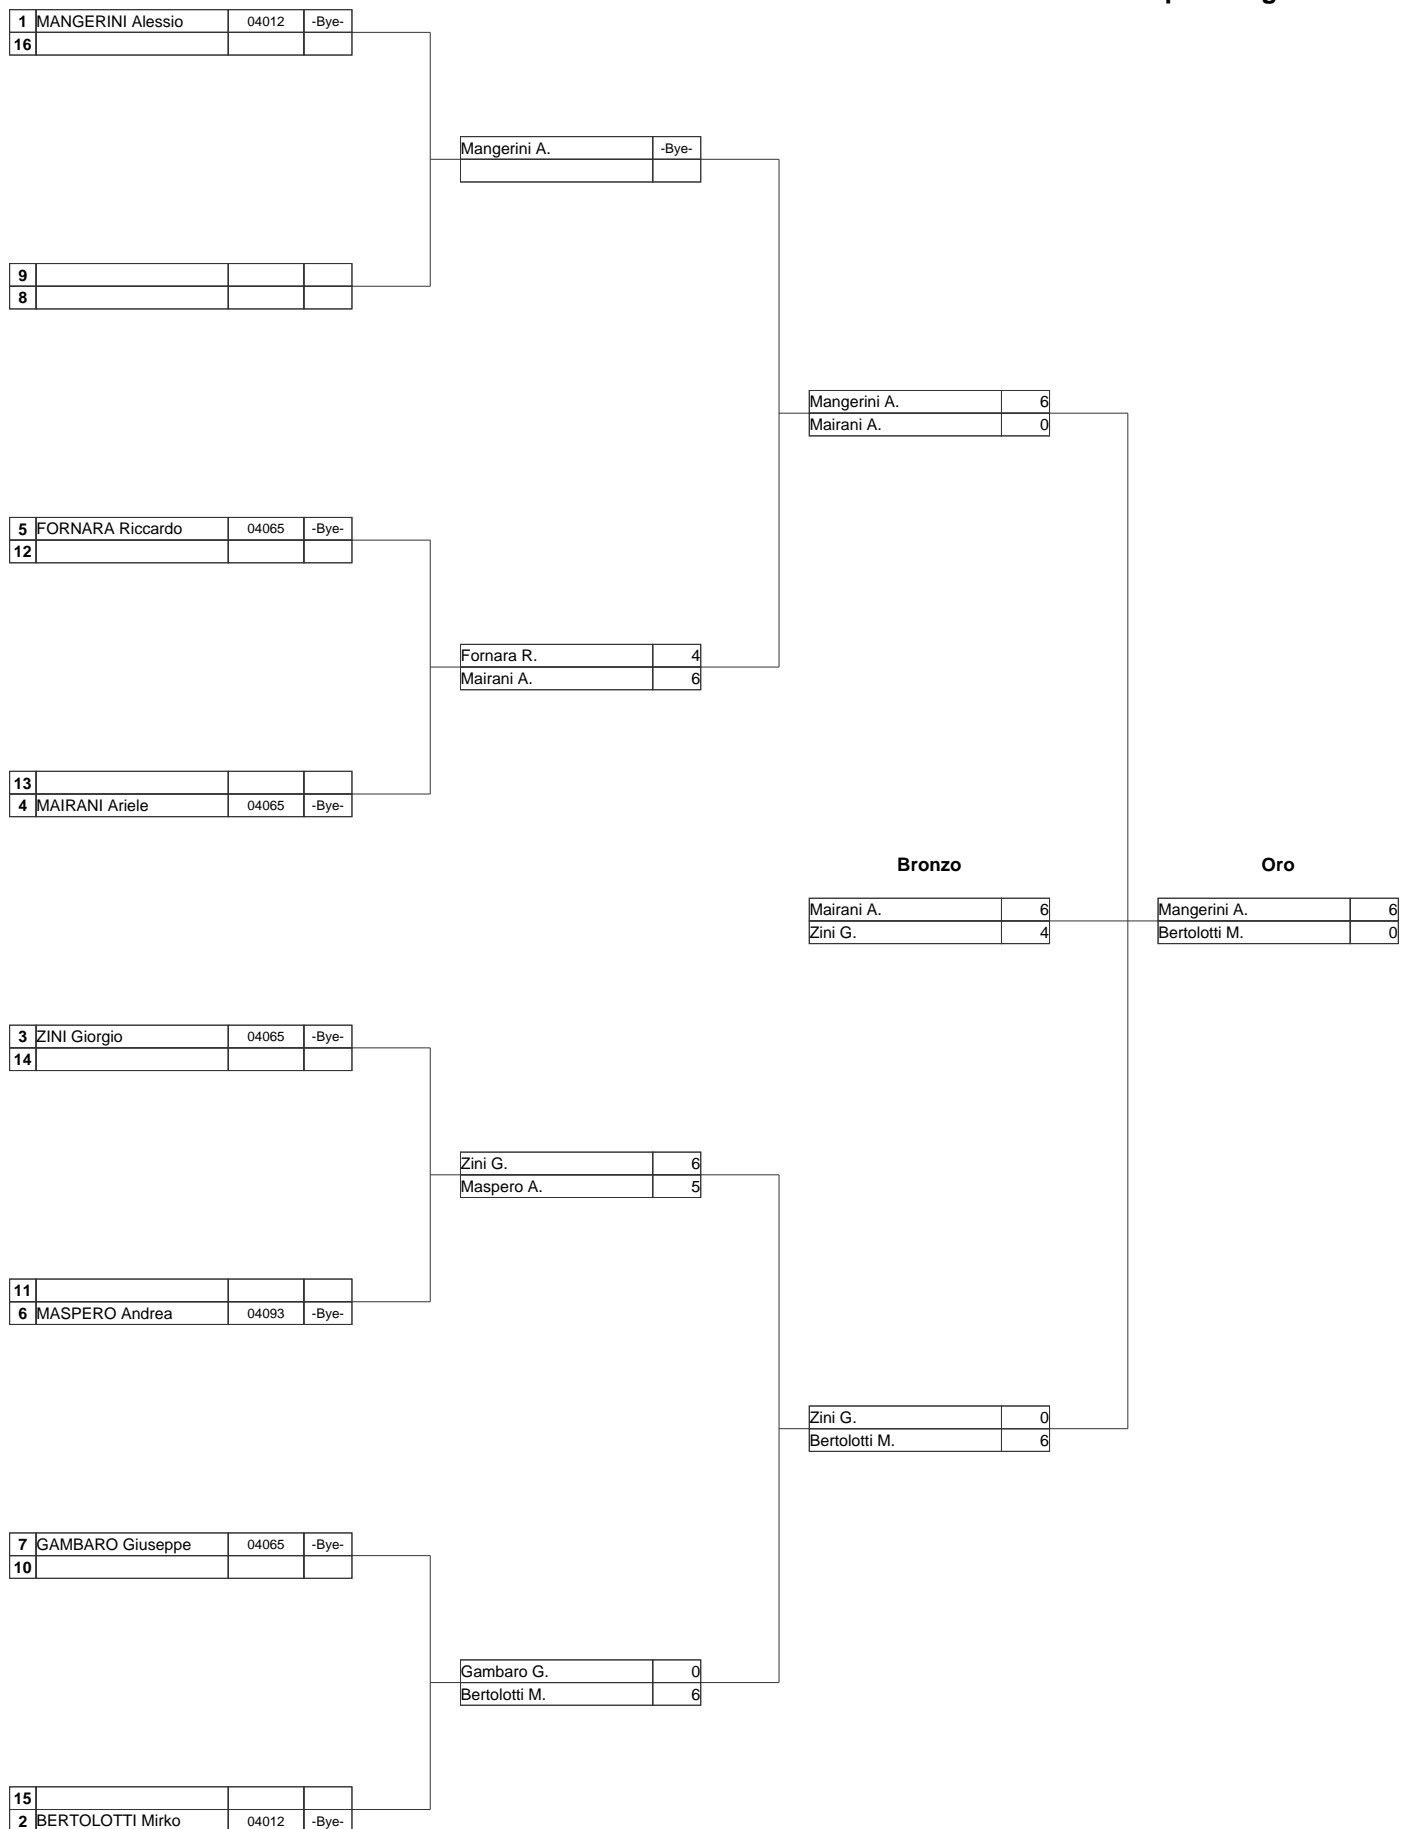 1 MANGERINI Alessio 04012 -Bye-
16
Mangerini A. -Bye-
9
8
Mangerini A. 6
Mairani A. 0
5 FORNARA Riccardo 04065 -Bye-
12
Fornara R. 4
Mairani A. 6
13
4 MAIRANI Ariele 04065 -Bye-
Bronzo Oro
Mairani A. 6 Mangerini A. 6
Zini G. 4 Bertolotti M. 0
3 ZINI Giorgio 04065 -Bye-
14
Zini G. 6
Maspero A. 5
11
6 MASPERO Andrea 04093 -Bye-
Zini G. 0
Bertolotti M. 6
7 GAMBARO Giuseppe 04065 -Bye-
10
Gambaro G. 0
Bertolotti M. 6
15
2 BERTOLOTTI Mirko 04012 -Bye-